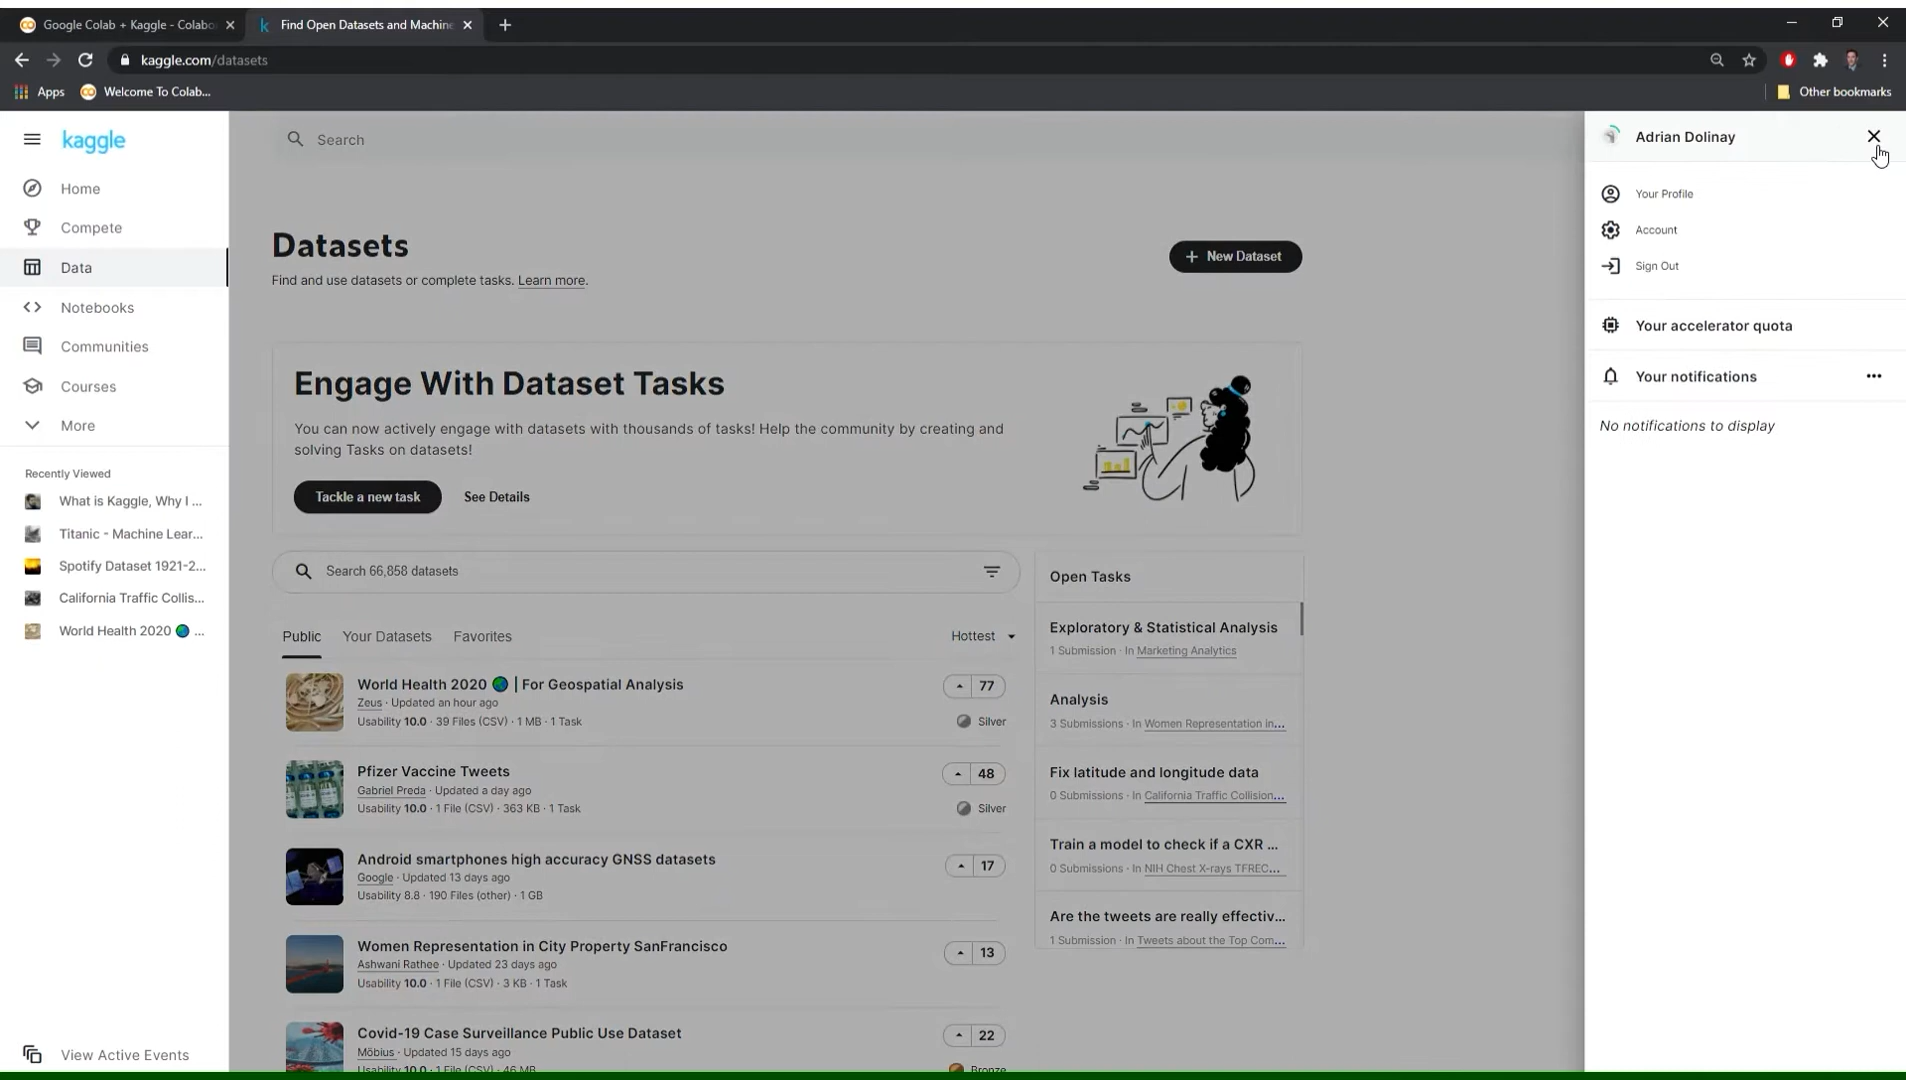 Google Colab + Kaggle - Colabo
Find Open Datasets and Machine
kaggle.com/datasets
Apps
Welcome To Colab...
Other bookmarks
kaggle
Home
Compete
Data
Notebooks
Communities
Courses
More
Recently Viewed
What is Kaggle, Why I ...
Titanic - Machine Lear...
Spotify Dataset 1921-2...
California Traffic Collis...
World Health 2020 🌏 ...
View Active Events
Search
Datasets
Find and use datasets or complete tasks. Learn more.
+ New Dataset
Engage With Dataset Tasks
You can now actively engage with datasets with thousands of tasks! Help the community by creating and
solving Tasks on datasets!
Tackle a new task
See Details
Search 66,858 datasets
Public
Your Datasets
Favorites
Hottest
World Health 2020 🌏 | For Geospatial Analysis
Zeus · Updated an hour ago
Usability 10.0 · 39 Files (CSV) · 1 MB · 1 Task
77
Silver
Pfizer Vaccine Tweets
Gabriel Preda · Updated a day ago
Usability 10.0 · 1 File (CSV) · 363 KB · 1 Task
48
Silver
Android smartphones high accuracy GNSS datasets
Google · Updated 13 days ago
Usability 8.8 · 190 Files (other) · 1 GB
17
Women Representation in City Property SanFrancisco
Ashwani Rathee · Updated 23 days ago
Usability 10.0 · 1 File (CSV) · 3 KB · 1 Task
13
Covid-19 Case Surveillance Public Use Dataset
Möbius · Updated 15 days ago
Usability 10.0 · 1 File (CSV) · 46 MB
22
Bronze
Open Tasks
Exploratory & Statistical Analysis
1 Submission · In Marketing Analytics
Analysis
3 Submissions · In Women Representation in...
Fix latitude and longitude data
0 Submissions · In California Traffic Collision...
Train a model to check if a CXR ...
0 Submissions · In NIH Chest X-rays TFREC...
Are the tweets are really effectiv...
1 Submission · In Tweets about the Top Com...
Adrian Dolinay
Your Profile
Account
Sign Out
Your accelerator quota
Your notifications
No notifications to display